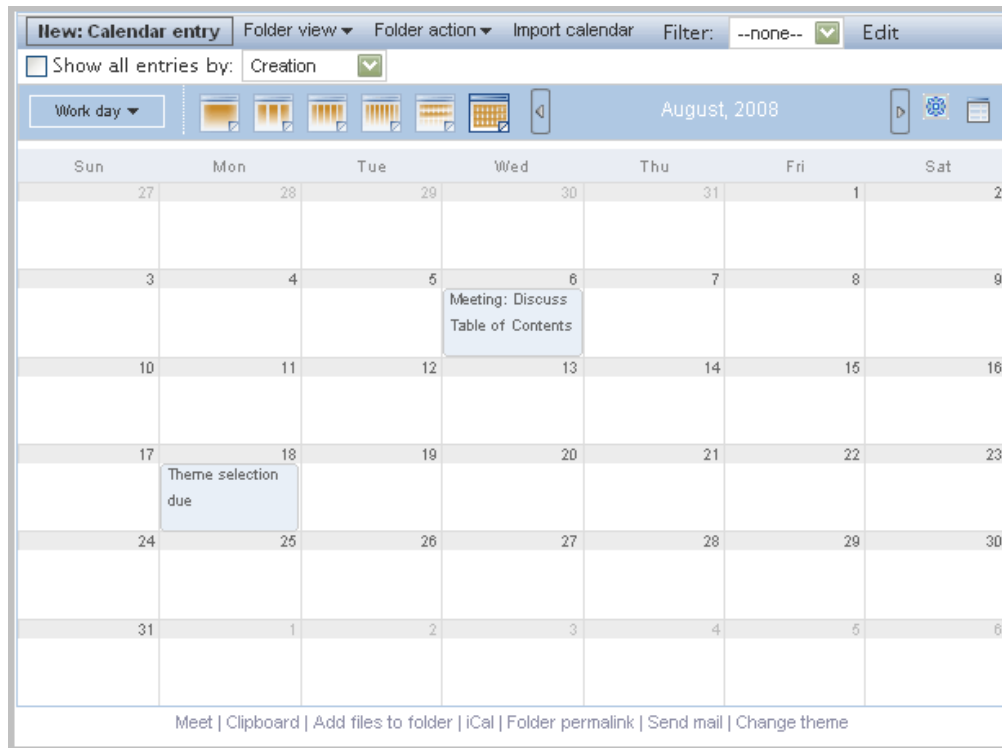 New: Calendar entry Folder view Folder action Import calendar Filter: --none-- Edit
Show all entries by: Creation
Work day August, 2008
Sun Mon Tue Wed Thu Fri Sat
27 28 29 30 31 1 2
3 4 5 6 7 8 9
Meeting: Discuss
Table of Contents
10 11 12 13 14 15 16
17 18 19 20 21 22 23
Theme selection
due
24 25 26 27 28 29 30
31 1 2 3 4 5 6
Meet | Clipboard | Add files to folder | iCal | Folder permalink | Send mail | Change theme